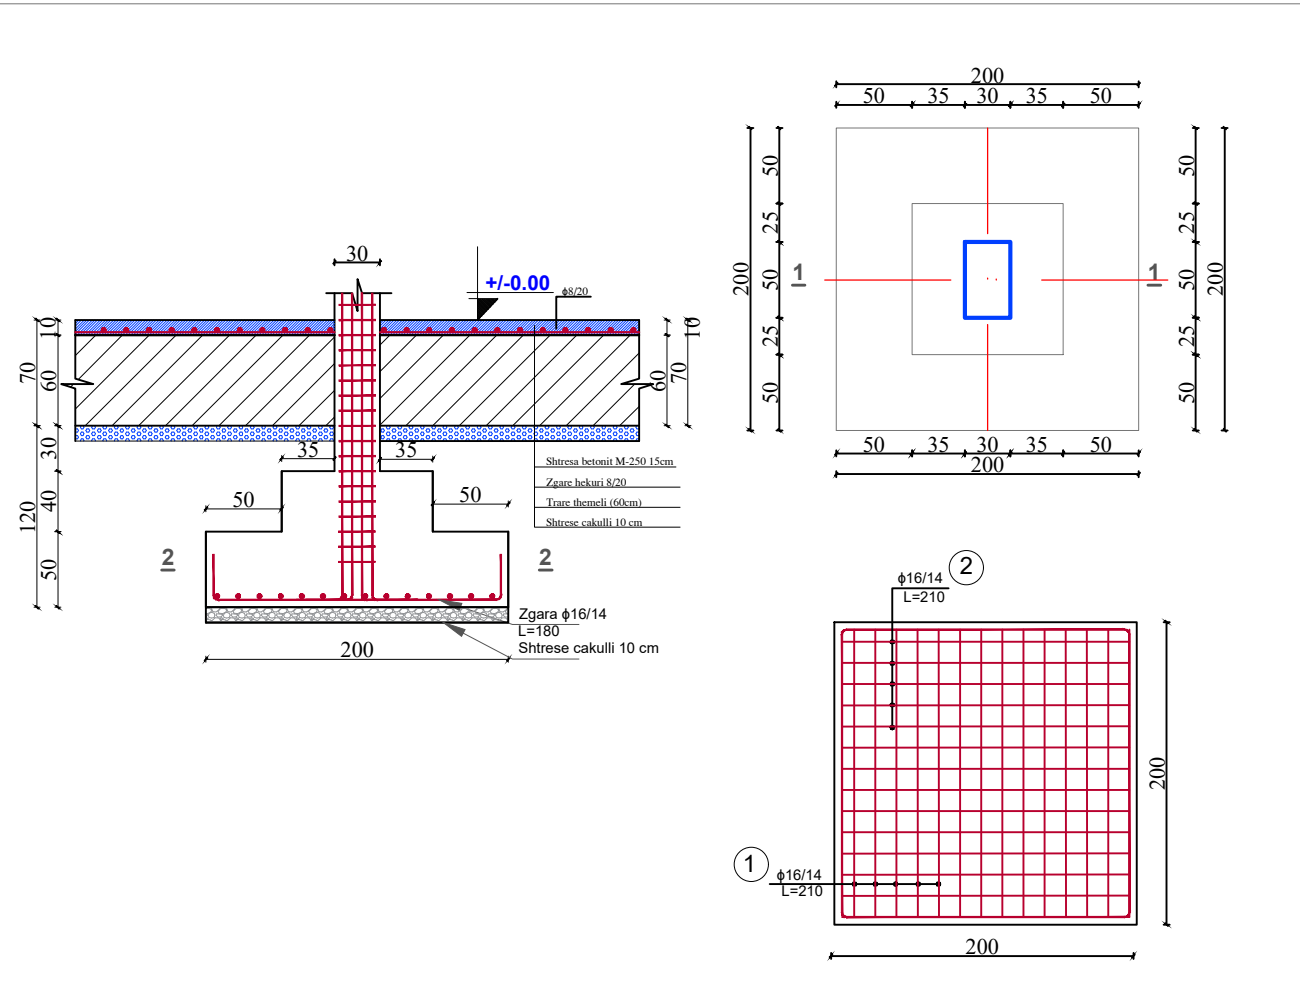 200
50 35 30 35 50
200
50
25
50
25
50
50
25
50
25
50
200
1
1
50 35 30 35 50
200
30
+/-0.00
ϕ8/20
10
70
60
30
40
120
50
10
60
70
35
35
50
50
Shtresa betonit M-250 15cm
Zgare hekuri 8/20
Trare themeli (60cm)
Shtrese cakulli 10 cm
2
2
Zgara ϕ16/14
L=180
Shtrese cakulli 10 cm
200
ϕ16/14
L=210
2
200
1
ϕ16/14
L=210
200